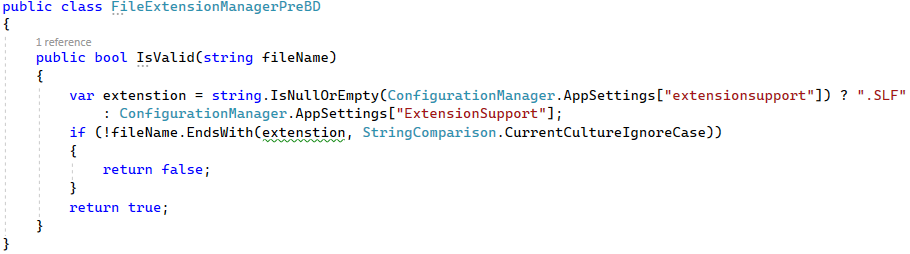 public class FileExtensionManagerPreBD
{
1 reference
public bool IsValid(string fileName)
{
var extenstion = string.IsNullOrEmpty(ConfigurationManager.AppSettings["extensionsupport"]) ? ".SLF"
: ConfigurationManager.AppSettings["ExtensionSupport"];
if (!fileName.EndsWith(extenstion, StringComparison.CurrentCultureIgnoreCase))
{
return false;
}
return true;
}
}